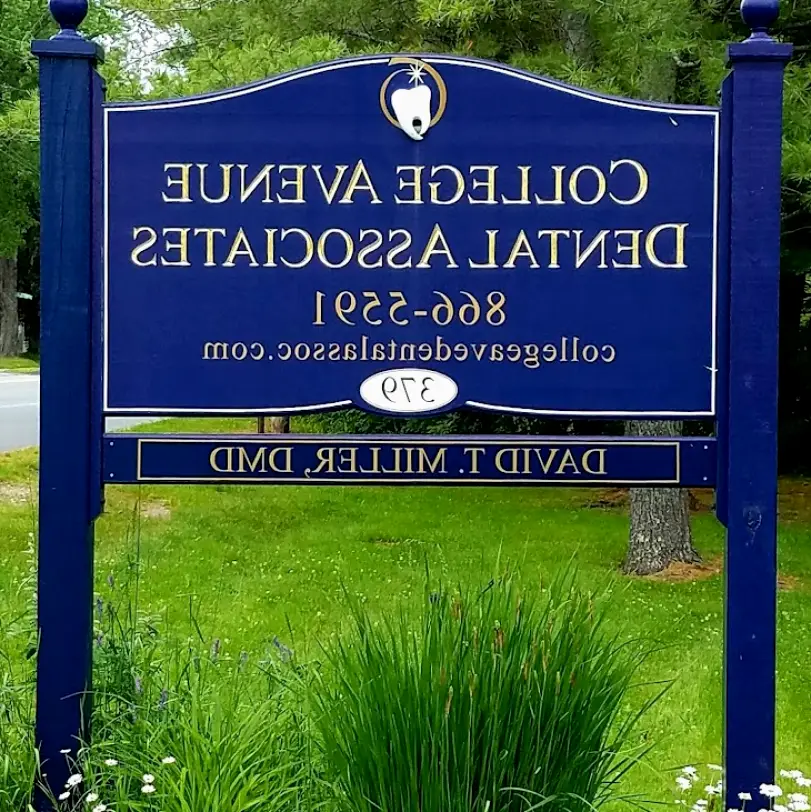 COLLEGE AVENUE
DENTAL ASSOCIATES
866-5591
collegeavedentalassoc.com
379
DAVID T. MILLER, DMD